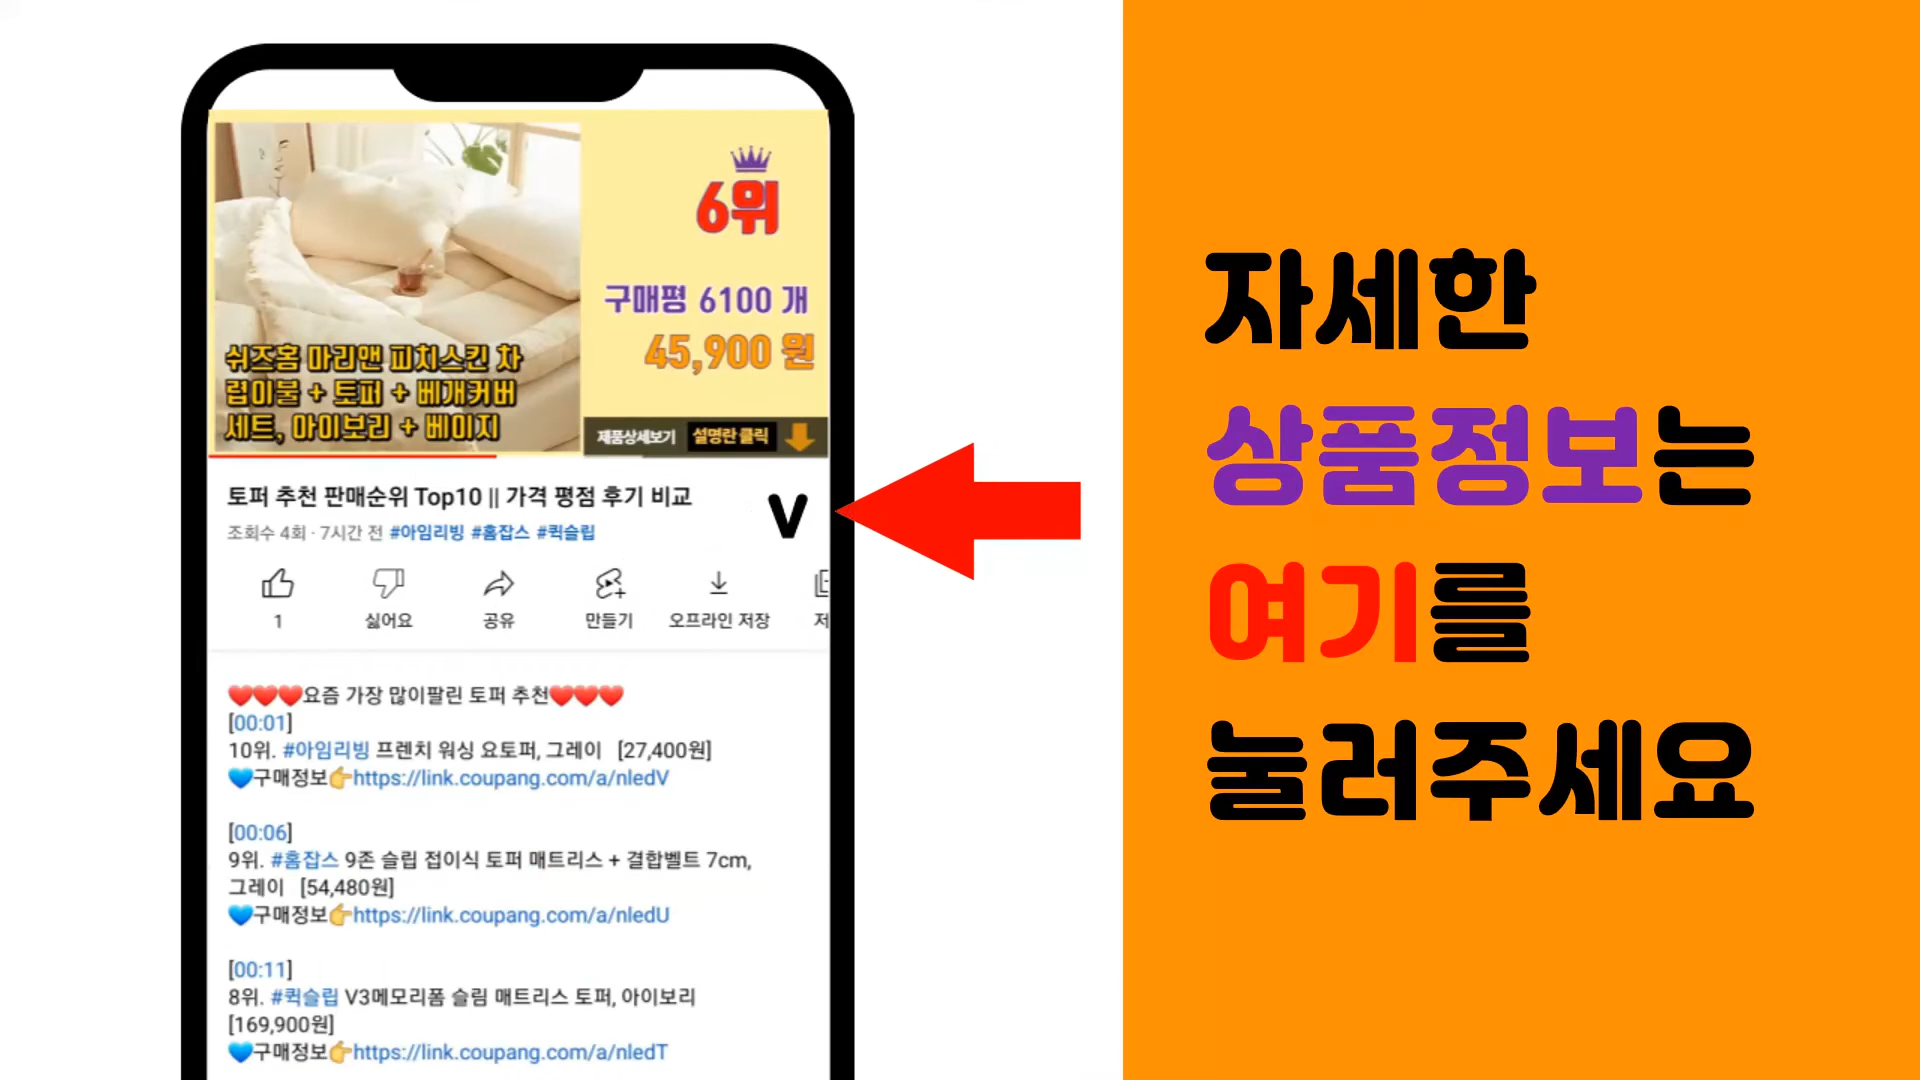 6위
구매평 6100 개
45,900 원
쉬즈홈 마리앤 피치스킨 차
렵이불 + 토퍼 + 베개커버
세트, 아이보리 + 베이지
제품상세보기 설명란 클릭
토퍼 추천 판매순위 Top10 || 가격 평점 후기 비교
V
조회수 4회 · 7시간 전 #아임리빙 #홈잡스 #퀵슬립
1 싫어요 공유 만들기 오프라인 저장 저
❤️❤️❤️요즘 가장 많이팔린 토퍼 추천❤️❤️❤️
[00:01]
10위. #아임리빙 프렌치 워싱 요토퍼, 그레이 [27,400원]
💙구매정보👉https://link.coupang.com/a/nledV
[00:06]
9위. #홈잡스 9존 슬립 접이식 토퍼 매트리스 + 결합벨트 7cm,
그레이 [54,480원]
💙구매정보👉https://link.coupang.com/a/nledU
[00:11]
8위. #퀵슬립 V3메모리폼 슬림 매트리스 토퍼, 아이보리
[169,900원]
💙구매정보👉https://link.coupang.com/a/nledT
자세한
상품정보는
여기를
눌러주세요